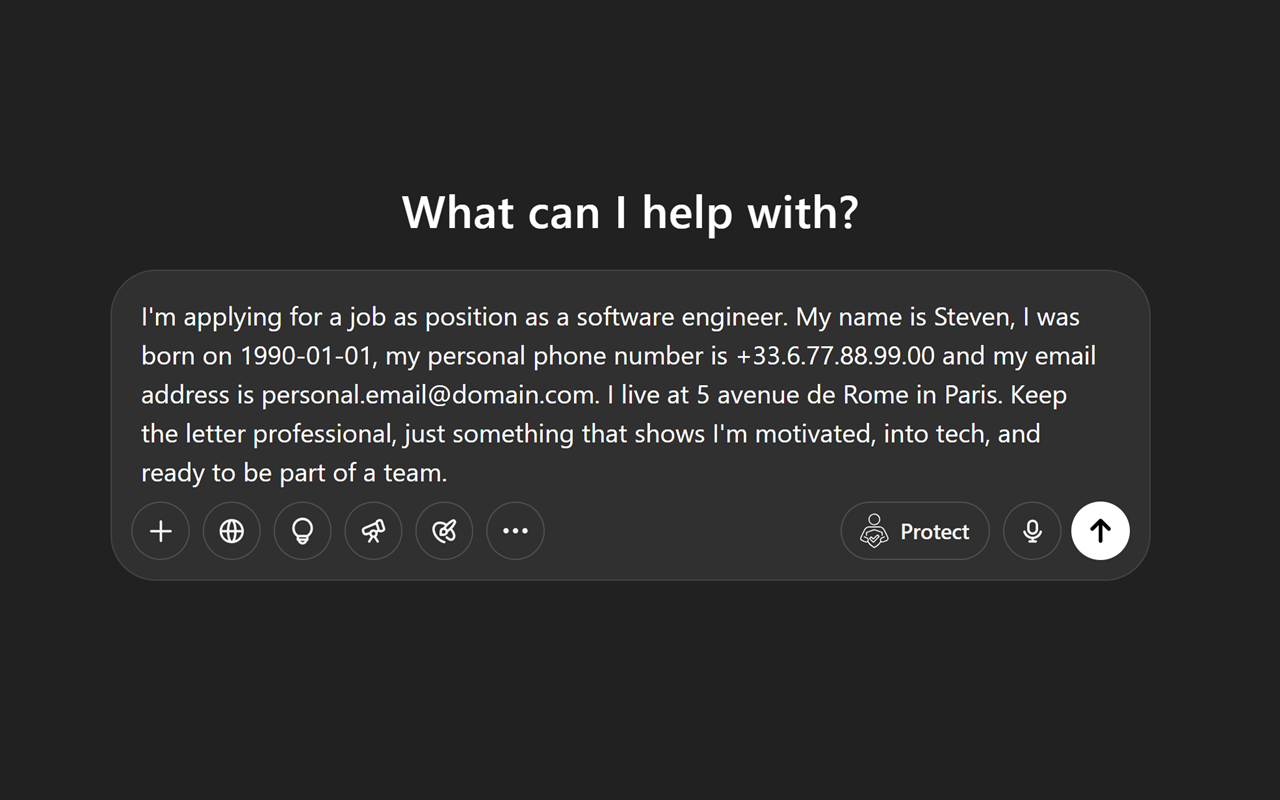 What can I help with?
I'm applying for a job as position as a software engineer. My name is Steven, I was
born on 1990-01-01, my personal phone number is +33.6.77.88.99.00 and my email
address is personal.email@domain.com. I live at 5 avenue de Rome in Paris. Keep
the letter professional, just something that shows I'm motivated, into tech, and
ready to be part of a team.
Protect